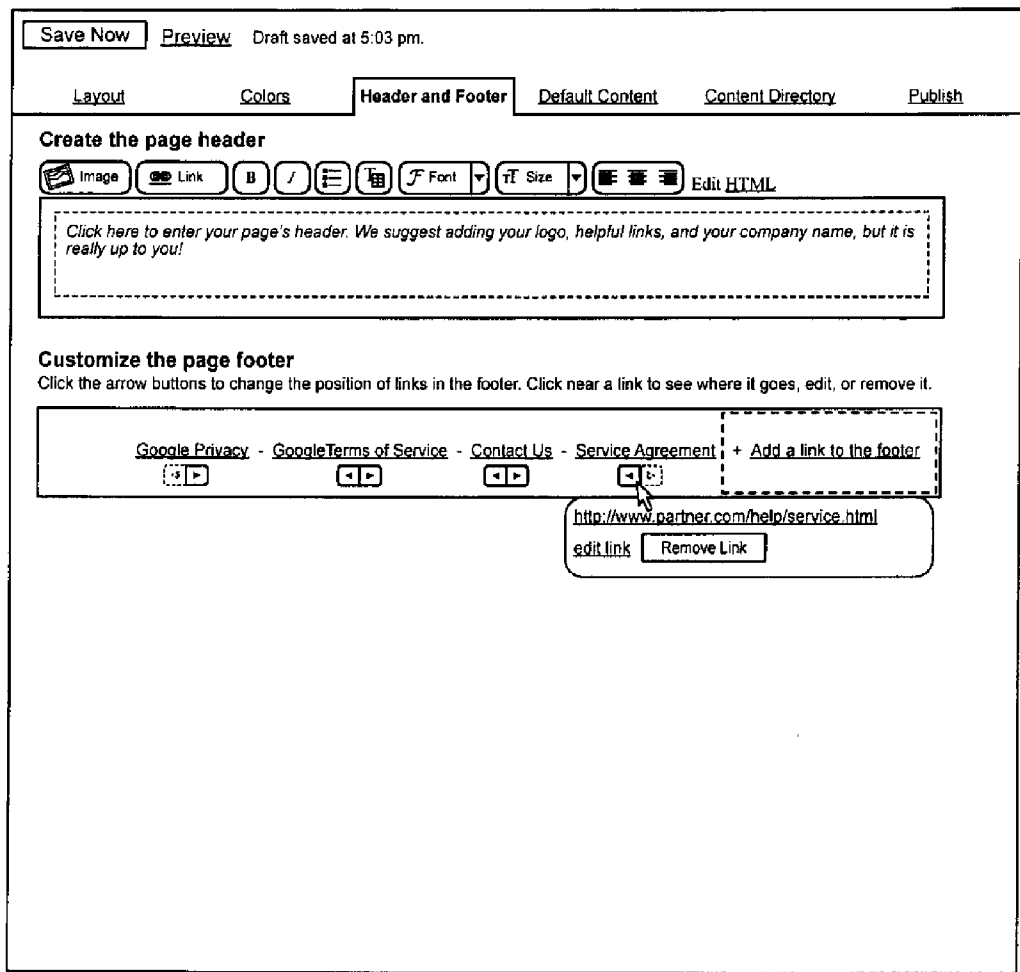 Save Now Preview Draft saved at 5:03 pm.
Layout Colors Header and Footer Default Content Content Directory Publish
Create the page header
Image Link B I Font Size Edit HTML
Click here to enter your page's header. We suggest adding your logo, helpful links, and your company name, but it is
really up to you!
Customize the page footer
Click the arrow buttons to change the position of links in the footer. Click near a link to see where it goes, edit, or remove it.
Google Privacy - GoogleTerms of Service - Contact Us - Service Agreement + Add a link to the footer
http://www.partner.com/help/service.html
edit link Remove Link